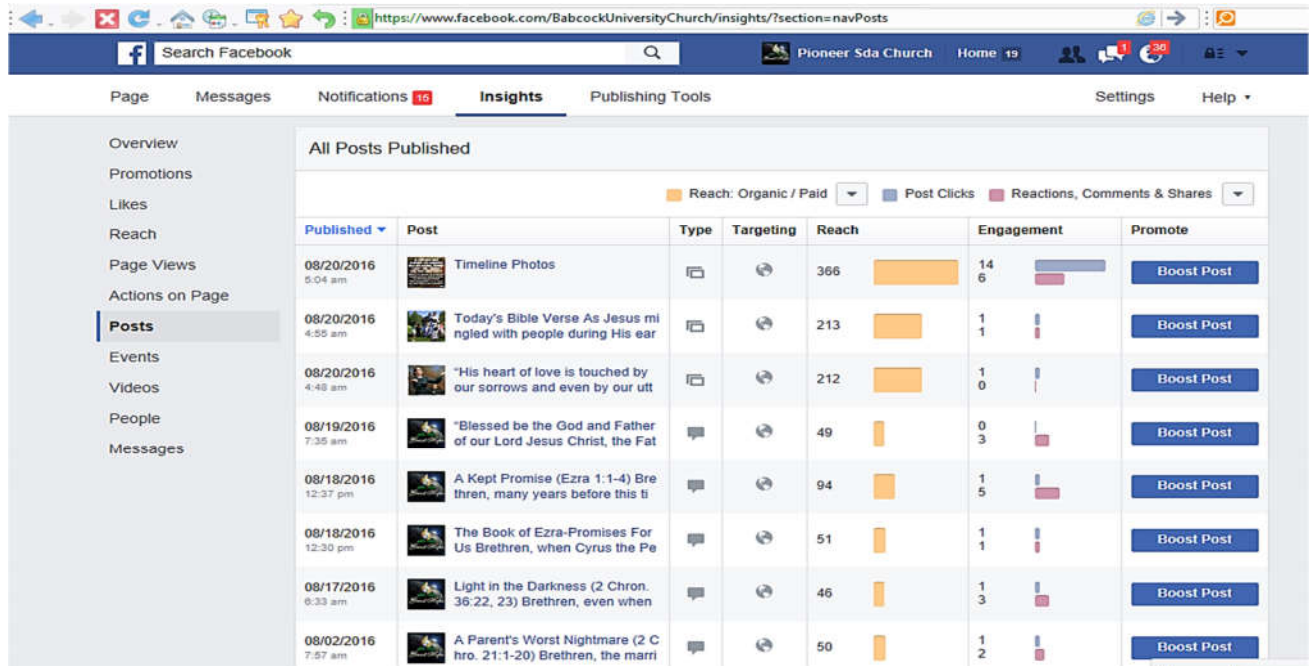 https://www.facebook.com/BabcockUniversityChurch/insights/?section=navPosts
f Search Facebook Pioneer Sda Church Home 19 1 36
Page Messages Notifications 15 Insights Publishing Tools Settings Help
Overview
Promotions
Likes
Reach
Page Views
Actions on Page
Posts
Events
Videos
People
Messages
All Posts Published
Reach: Organic / Paid Post Clicks Reactions, Comments & Shares
Published Post Type Targeting Reach Engagement Promote
08/20/2016 Timeline Photos 366 14 Boost Post
5:04 am 6
08/20/2016 Today's Bible Verse As Jesus mi 213 1 Boost Post
4:55 am ngled with people during His ear 1
08/20/2016 "His heart of love is touched by 212 1 Boost Post
4:48 am our sorrows and even by our utt 0
08/19/2016 "Blessed be the God and Father 49 0 Boost Post
7:35 am of our Lord Jesus Christ, the Fat 3
08/18/2016 A Kept Promise (Ezra 1:1-4) Bre 94 1 Boost Post
12:37 pm thren, many years before this ti 5
08/18/2016 The Book of Ezra-Promises For 51 1 Boost Post
12:30 pm Us Brethren, when Cyrus the Pe 1
08/17/2016 Light in the Darkness (2 Chron. 46 1 Boost Post
6:33 am 36:22, 23) Brethren, even when 3
08/02/2016 A Parent's Worst Nightmare (2 C 50 1 Boost Post
7:57 am hro. 21:1-20) Brethren, the marri 2